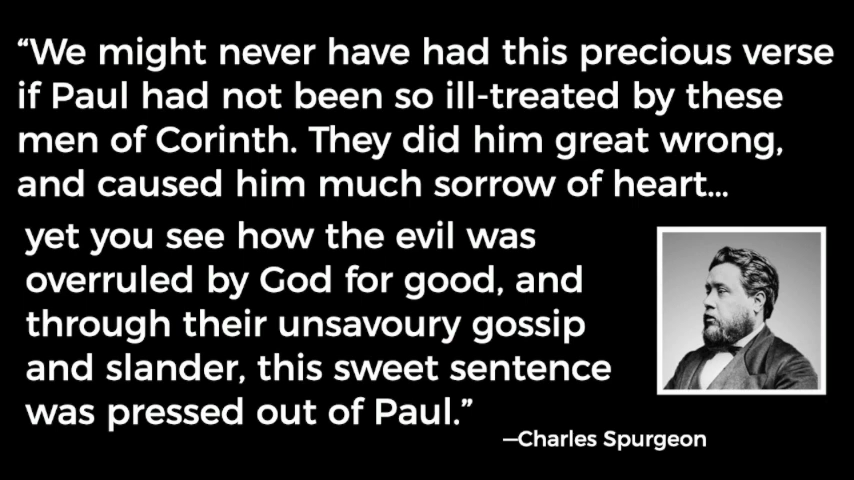 “We might never have had this precious verse
if Paul had not been so ill-treated by these
men of Corinth. They did him great wrong,
and caused him much sorrow of heart...
yet you see how the evil was
overruled by God for good, and
through their unsavoury gossip
and slander, this sweet sentence
was pressed out of Paul.”
—Charles Spurgeon